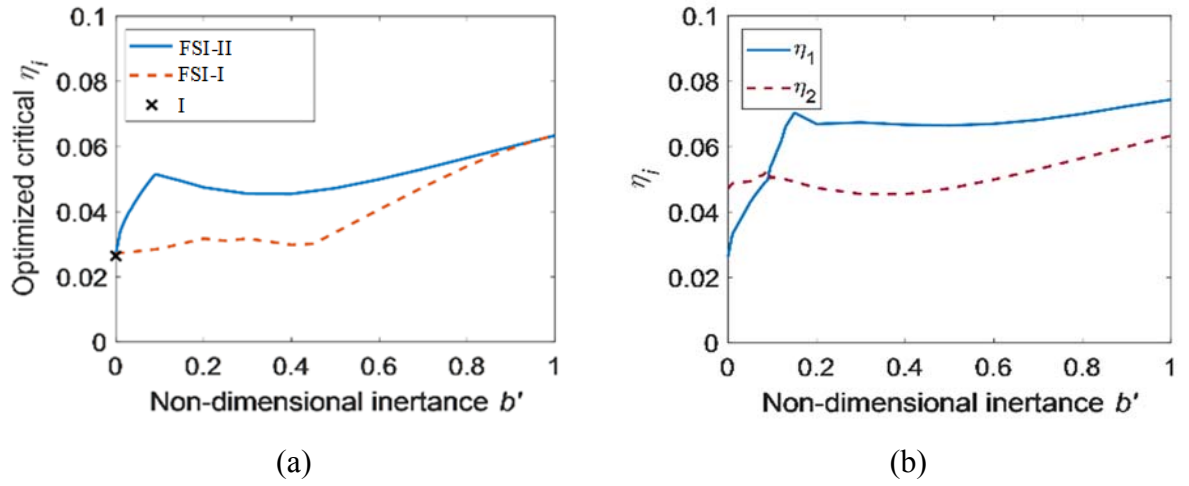 0.1
0.08
0.06
0.04
0.02
0
Optimized critical η_i
FSI-II
FSI-I
I
0 0.2 0.4 0.6 0.8 1
Non-dimensional inertance b'
(a)
0.1
0.08
0.06
0.04
0.02
0
η_i
η_1
η_2
0 0.2 0.4 0.6 0.8 1
Non-dimensional inertance b'
(b)